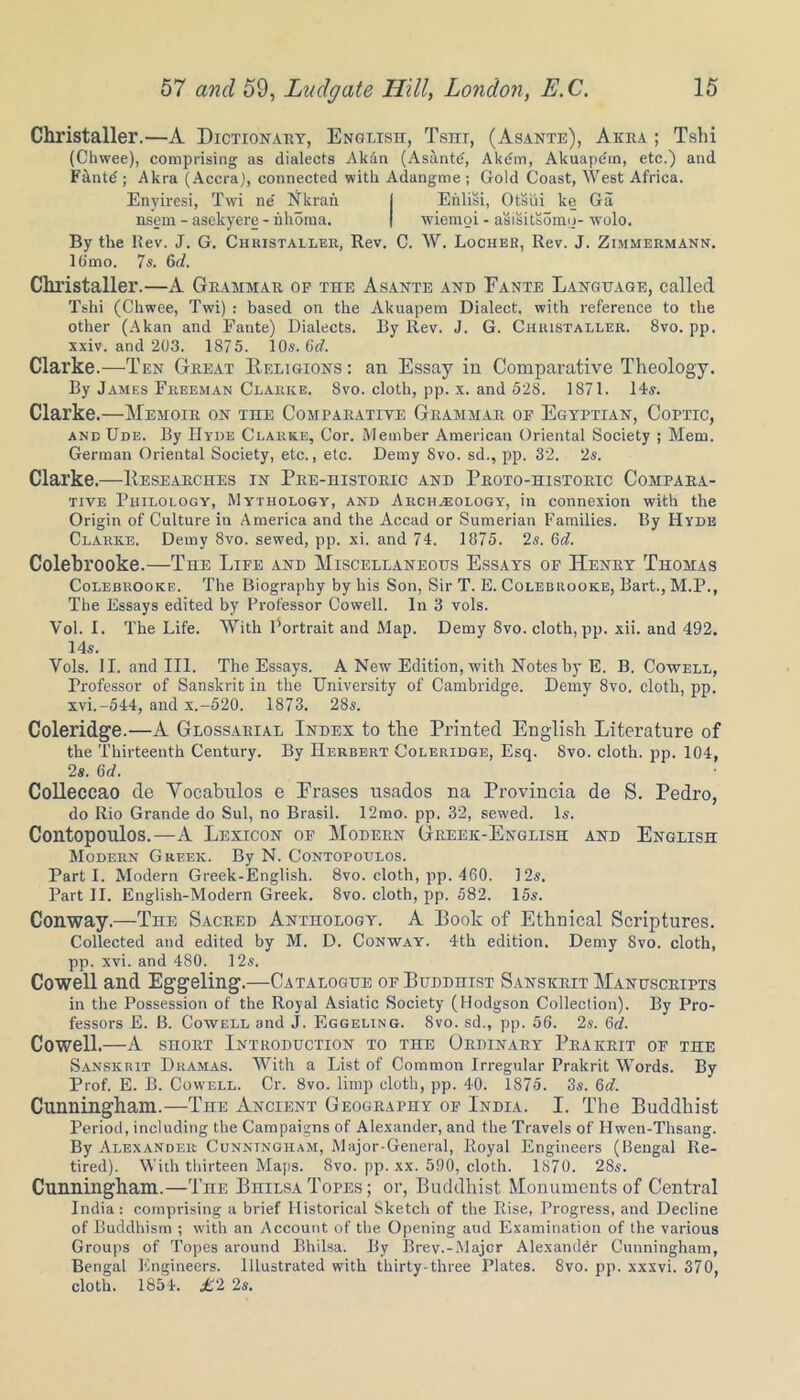 57 and 59, Ludgate Hill, London, E.C. 15
Christaller.—A Dictionary, English, Tshi, (Asante), Akra ; Tshi
(Chwee), comprising as dialects Akán (Asànté, Akém, Akuapém, etc.) and
Fànté ; Akra (Accra), connected with Adangme ; Gold Coast, West Africa.
Enyiresi, Twi né Nkraṅ | Eṅliši, Otšũi ke̱ Gã
nse̱m - asekyere̱ - ṅhõma. | wiemo̱i - ašišitšõmo̱- wolo.
By the Rev. J. G. Christaller, Rev. C. W. Locher, Rev. J. Zimmermann.
16mo. 7s. 6d.
Christaller.—A Grammar of the Asante and Fante Language, called
Tshi (Chwee, Twi) : based on the Akuapem Dialect, with reference to the
other (Akan and Fante) Dialects. By Rev. J. G. Christaller. 8vo. pp.
xxiv. and 203. 1875. 10s. 6d.
Clarke.—Ten Great Religions : an Essay in Comparative Theology.
By James Freeman Clarke. 8vo. cloth, pp. x. and 528. 1871. 14s.
Clarke.—Memoir on the Comparative Grammar of Egyptian, Coptic,
and Ude. By Hyde Clarke, Cor. Member American Oriental Society ; Mem.
German Oriental Society, etc., etc. Demy 8vo. sd., pp. 32. 2s.
Clarke.—Researches in Pre-historic and Proto-historic Compara-
tive Philology, Mythology, and Archæology, in connexion with the
Origin of Culture in America and the Accad or Sumerian Families. By Hyde
Clarke. Demy 8vo. sewed, pp. xi. and 74. 1875. 2s. 6d.
Colebrooke.—The Life and Miscellaneous Essays of Henry Thomas
Colebrooke. The Biography by his Son, Sir T. E. Colebrooke, Bart., M.P.,
The Essays edited by Professor Cowell. In 3 vols.
Vol. I. The Life. With Portrait and Map. Demy 8vo. cloth, pp. xii. and 492.
14s.
Vols. II. and III. The Essays. A New Edition, with Notes by E. B. Cowell,
Professor of Sanskrit in the University of Cambridge. Demy 8vo. cloth, pp.
xvi.-544, and x.-520. 1873. 28s.
Coleridge.—A Glossarial Index to the Printed English Literature of
the Thirteenth Century. By Herbert Coleridge, Esq. 8vo. cloth. pp. 104,
2s. 6d.
Colleccao de Vocabulos e Frases usados na Provincia de S. Pedro,
do Rio Grande do Sul, no Brasil. 12mo. pp. 32, sewed. 1s.
Contopoulos.—A Lexicon of Modern Greek-English and English
Modern Greek. By N. Contopoulos.
Part I. Modern Greek-English. 8vo. cloth, pp. 460. 12s.
Part II. English-Modern Greek. 8vo. cloth, pp. 582. 15s.
Conway.—The Sacred Anthology. A Book of Ethnical Scriptures.
Collected and edited by M. D. Conway. 4th edition. Demy 8vo. cloth,
pp. xvi. and 480. 12s.
Cowell and Eggeling.—Catalogue of Buddhist Sanskrit Manuscripts
in the Possession of the Royal Asiatic Society (Hodgson Collection). By Pro-
fessors E. B. Cowell and J. Eggeling. 8vo. sd., pp. 56. 2s. 6d.
Cowell.—A short Introduction to the Ordinary Prakrit of the
Sanskrit Dramas. With a List of Common Irregular Prakrit Words. By
Prof. E. B. Cowell. Cr. 8vo. limp cloth, pp. 40. 1875. 3s. 6d.
Cunningham.—The Ancient Geography of India. I. The Buddhist
Period, including the Campaigns of Alexander, and the Travels of Hwen-Thsang.
By Alexander Cunningham, Major-General, Royal Engineers (Bengal Re-
tired). With thirteen Maps. 8vo. pp. xx. 590, cloth. 1870. 28s.
Cunningham.—The Bhilsa Topes ; or, Buddhist Monuments of Central
India : comprising a brief Historical Sketch of the Rise, Progress, and Decline
of Buddhism ; with an Account of the Opening and Examination of the various
Groups of Topes around Bhilsa. By Brev.-Major Alexander Cunningham,
Bengal Engineers. Illustrated with thirty-three Plates. 8vo. pp. xxxvi. 370,
cloth. 1854. £2 2s.